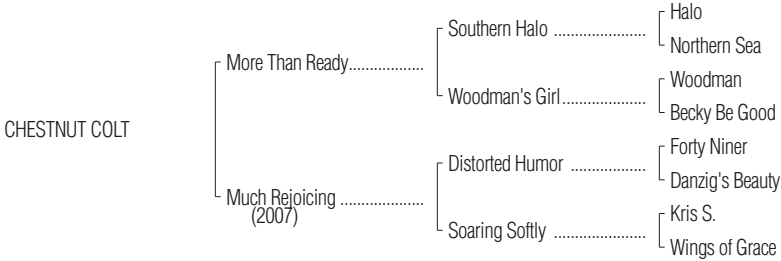 Halo
Southern Halo ......................
Northern Sea
More Than Ready..................
Woodman
Woodman's Girl....................
Becky Be Good
CHESTNUT COLT
Forty Niner
Distorted Humor ..................
Danzig's Beauty
Much Rejoicing ....................
(2007)
Kris S.
Soaring Softly ......................
Wings of Grace